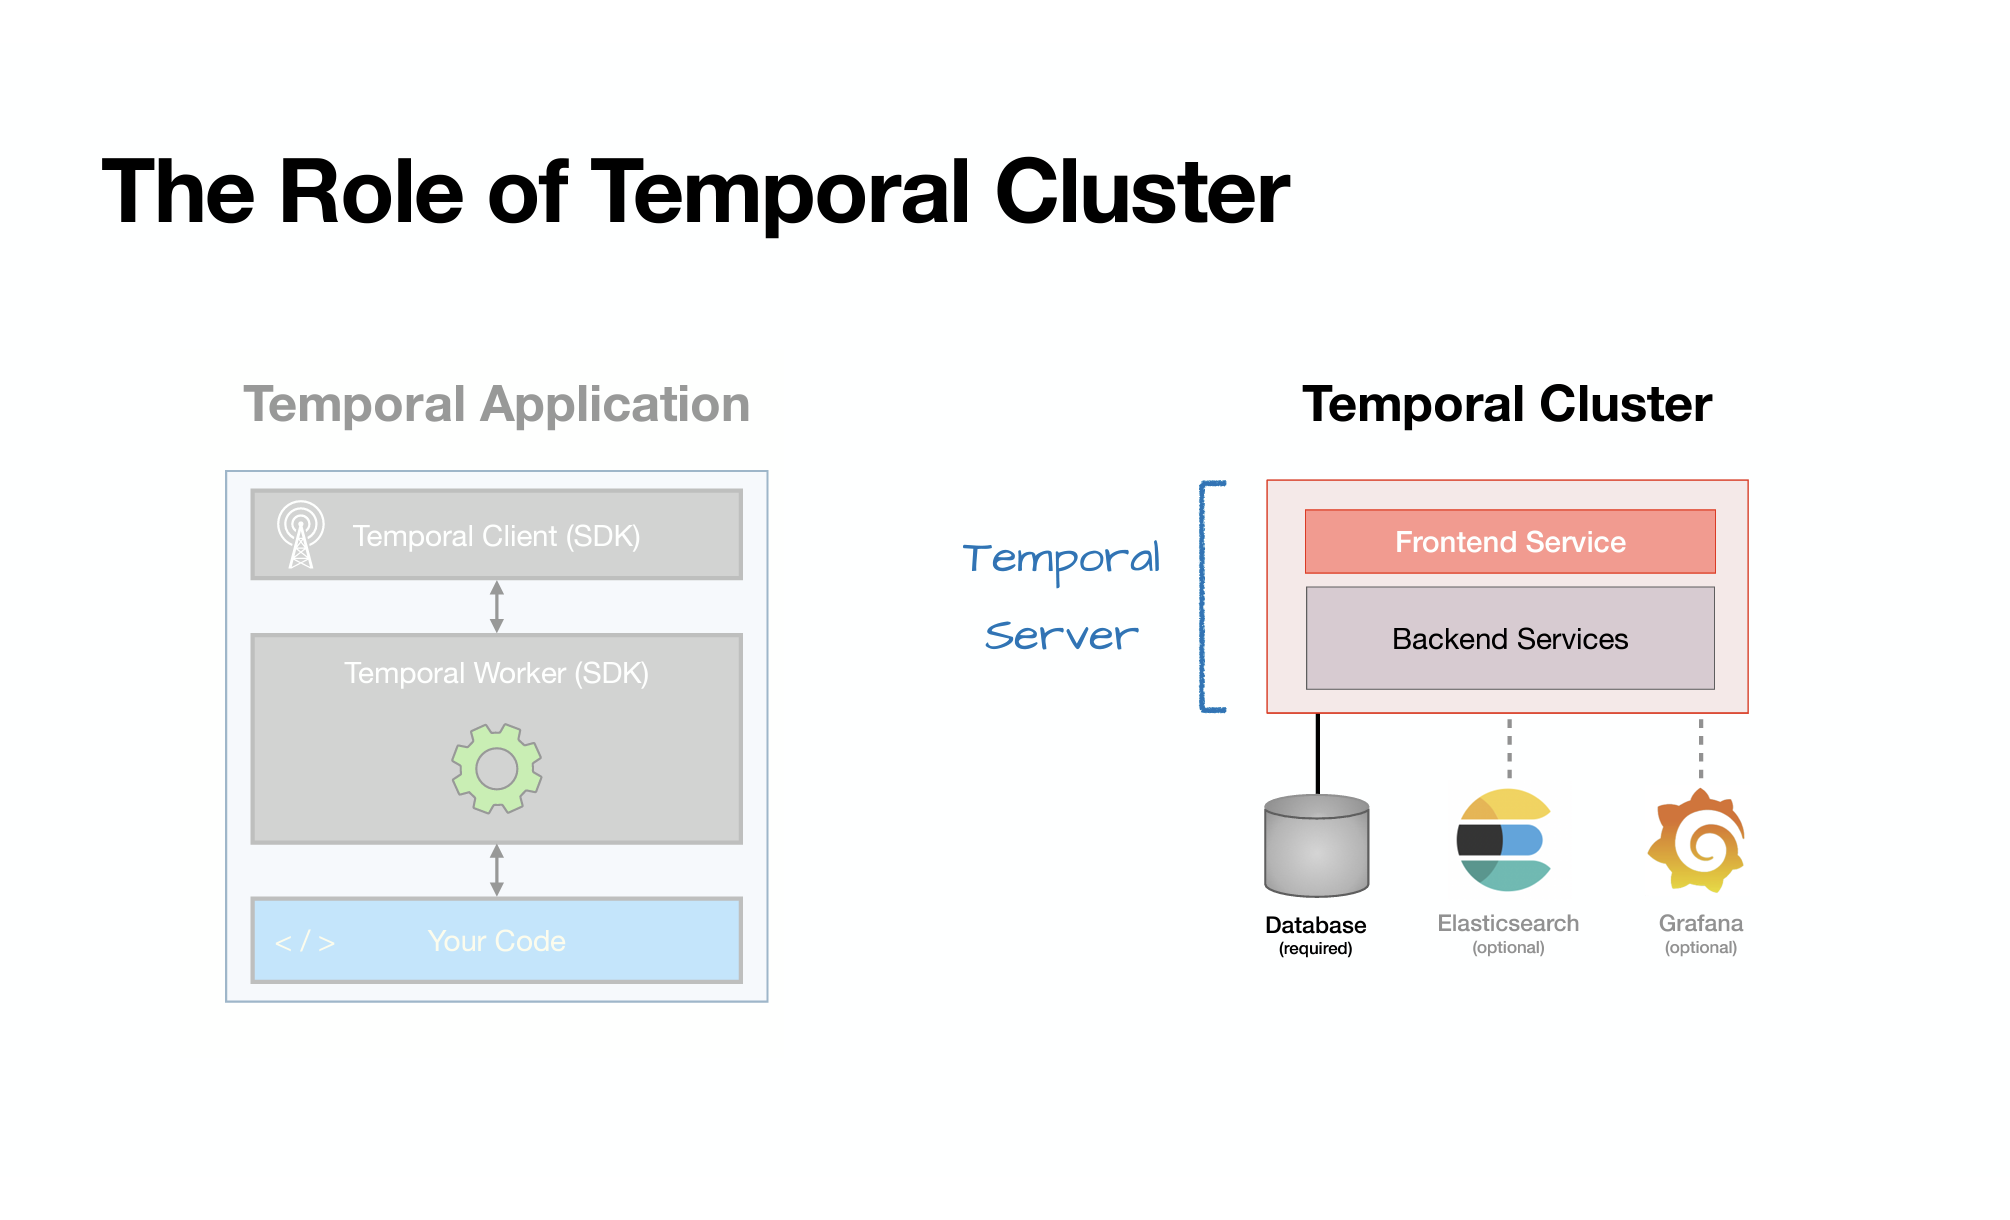 The Role of Temporal Cluster
Temporal Application
Temporal Client (SDK)
Temporal Worker (SDK)
< / >
Your Code
Temporal Cluster
Temporal
Server
Frontend Service
Backend Services
Database
(required)
Elasticsearch
(optional)
Grafana
(optional)